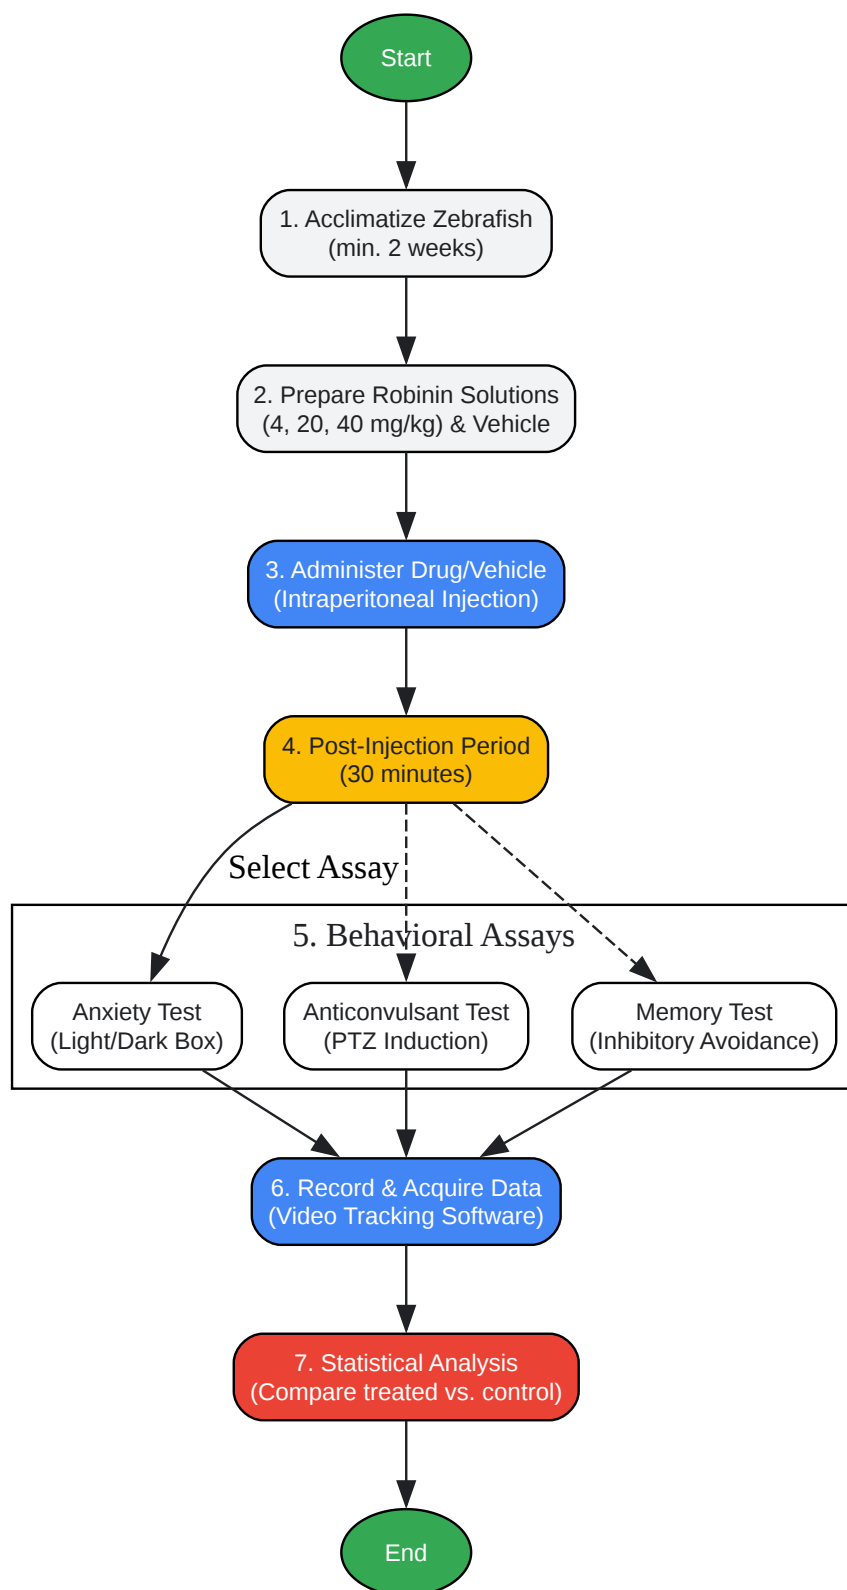 Start
1. Acclimatize Zebrafish
(min. 2 weeks)
2. Prepare Robinin Solutions
(4, 20, 40 mg/kg) & Vehicle
3. Administer Drug/Vehicle
(Intraperitoneal Injection)
4. Post-Injection Period
(30 minutes)
Select Assay
5. Behavioral Assays
Anxiety Test
(Light/Dark Box)
Anticonvulsant Test
(PTZ Induction)
Memory Test
(Inhibitory Avoidance)
6. Record & Acquire Data
(Video Tracking Software)
7. Statistical Analysis
(Compare treated vs. control)
End